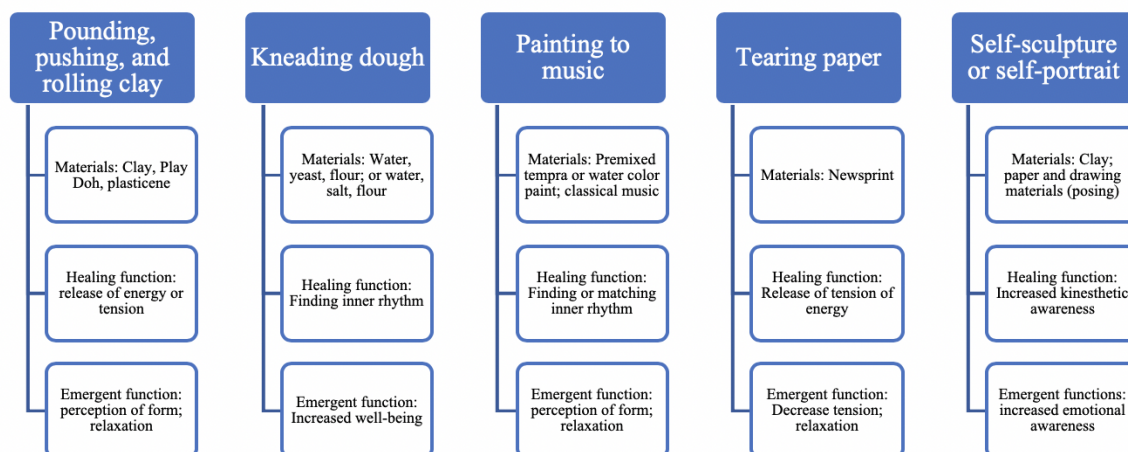 Pounding,
pushing, and
rolling clay
Materials: Clay, Play
Doh, plasticene
Healing function:
release of energy or
tension
Emergent function:
perception of form;
relaxation
Kneading dough
Materials: Water,
yeast, flour; or water,
salt, flour
Healing function:
Finding inner rhythm
Emergent function:
Increased well-being
Painting to
music
Materials: Premixed
tempra or water color
paint; classical music
Healing function:
Finding or matching
inner rhythm
Emergent function:
perception of form;
relaxation
Tearing paper
Materials: Newsprint
Healing function:
Release of tension of
energy
Emergent function:
Decrease tension;
relaxation
Self-sculpture
or self-portrait
Materials: Clay;
paper and drawing
materials (posing)
Healing function:
Increased kinesthetic
awareness
Emergent functions:
increased emotional
awareness